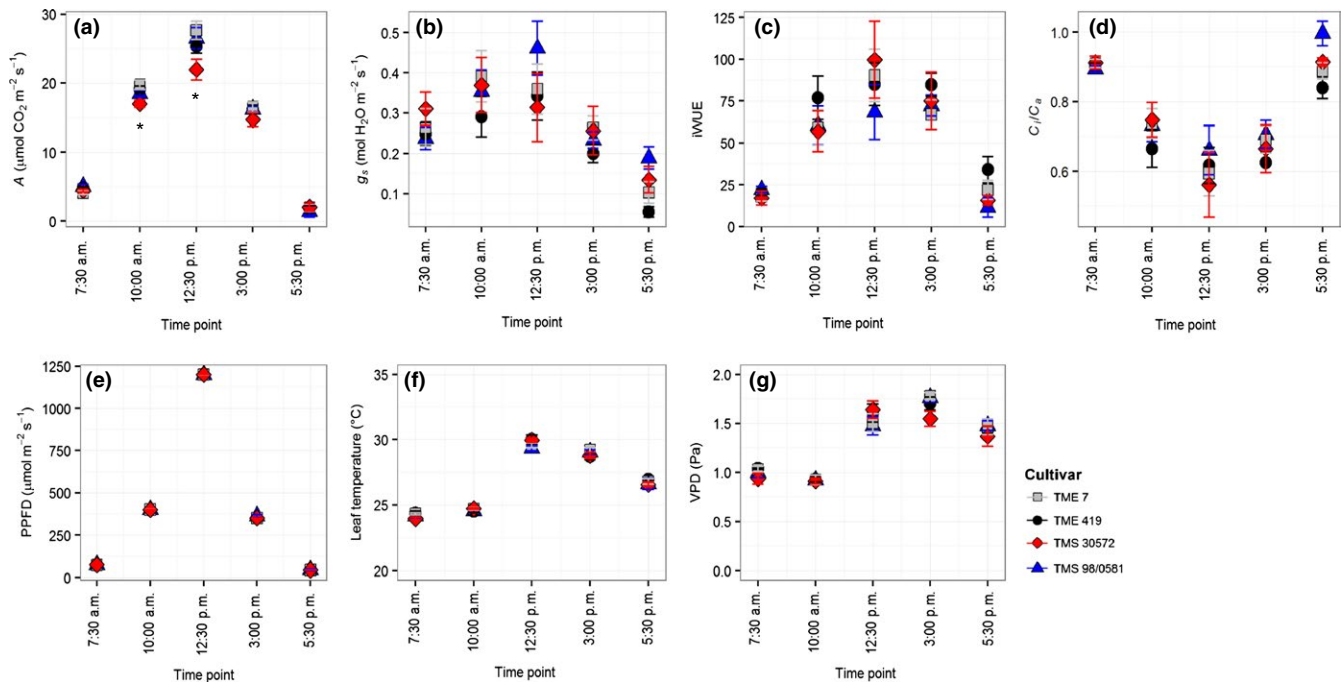 (a)
A (μmol CO₂ m⁻² s⁻¹)
30
20
10
0
*
*
7:30 a.m.
10:00 a.m.
12:30 p.m.
3:00 p.m.
5:30 p.m.
Time point
(b)
gₛ (mol H₂O m⁻² s⁻¹)
0.5
0.4
0.3
0.2
0.1
7:30 a.m.
10:00 a.m.
12:30 p.m.
3:00 p.m.
5:30 p.m.
Time point
(c)
iWUE
125
100
75
50
25
0
7:30 a.m.
10:00 a.m.
12:30 p.m.
3:00 p.m.
5:30 p.m.
Time point
(d)
Cᵢ/Cₐ
1.0
0.8
0.6
7:30 a.m.
10:00 a.m.
12:30 p.m.
3:00 p.m.
5:30 p.m.
Time point
(e)
PPFD (μmol m⁻² s⁻¹)
1250
1000
750
500
250
0
7:30 a.m.
10:00 a.m.
12:30 p.m.
3:00 p.m.
5:30 p.m.
Time point
(f)
Leaf temperature (°C)
35
30
25
20
7:30 a.m.
10:00 a.m.
12:30 p.m.
3:00 p.m.
5:30 p.m.
Time point
(g)
VPD (Pa)
2.0
1.5
1.0
0.5
0.0
7:30 a.m.
10:00 a.m.
12:30 p.m.
3:00 p.m.
5:30 p.m.
Time point
Cultivar
TME 7
TME 419
TMS 30572
TMS 98/0581